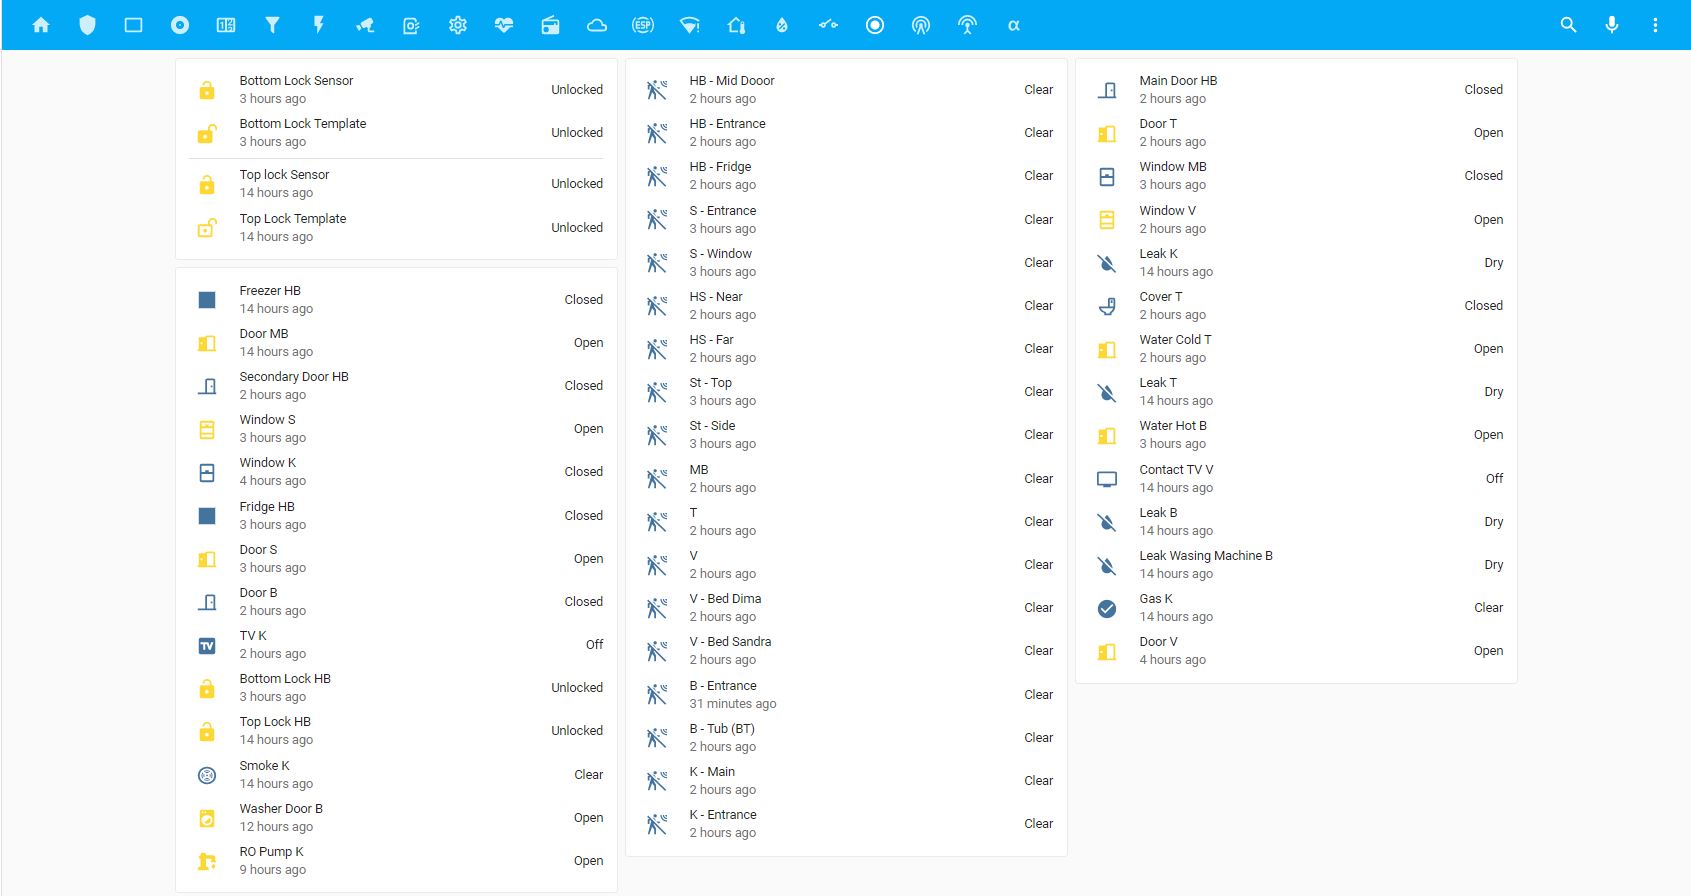 ESP
α
Bottom Lock Sensor
3 hours ago
Unlocked
Bottom Lock Template
3 hours ago
Unlocked
Top lock Sensor
14 hours ago
Unlocked
Top Lock Template
14 hours ago
Unlocked
Freezer HB
14 hours ago
Closed
Door MB
14 hours ago
Open
Secondary Door HB
2 hours ago
Closed
Window S
3 hours ago
Open
Window K
4 hours ago
Closed
Fridge HB
3 hours ago
Closed
Door S
3 hours ago
Open
Door B
2 hours ago
Closed
TV
TV K
2 hours ago
Off
Bottom Lock HB
3 hours ago
Unlocked
Top Lock HB
14 hours ago
Unlocked
Smoke K
14 hours ago
Clear
Washer Door B
12 hours ago
Open
RO Pump K
9 hours ago
Open
HB - Mid Dooor
2 hours ago
Clear
HB - Entrance
2 hours ago
Clear
HB - Fridge
2 hours ago
Clear
S - Entrance
3 hours ago
Clear
S - Window
3 hours ago
Clear
HS - Near
2 hours ago
Clear
HS - Far
2 hours ago
Clear
St - Top
3 hours ago
Clear
St - Side
3 hours ago
Clear
MB
2 hours ago
Clear
T
2 hours ago
Clear
V
2 hours ago
Clear
V - Bed Dima
2 hours ago
Clear
V - Bed Sandra
2 hours ago
Clear
B - Entrance
31 minutes ago
Clear
B - Tub (BT)
2 hours ago
Clear
K - Main
2 hours ago
Clear
K - Entrance
2 hours ago
Clear
Main Door HB
2 hours ago
Closed
Door T
2 hours ago
Open
Window MB
3 hours ago
Closed
Window V
2 hours ago
Open
Leak K
14 hours ago
Dry
Cover T
2 hours ago
Closed
Water Cold T
2 hours ago
Open
Leak T
14 hours ago
Dry
Water Hot B
3 hours ago
Open
Contact TV V
14 hours ago
Off
Leak B
14 hours ago
Dry
Leak Wasing Machine B
14 hours ago
Dry
Gas K
14 hours ago
Clear
Door V
4 hours ago
Open